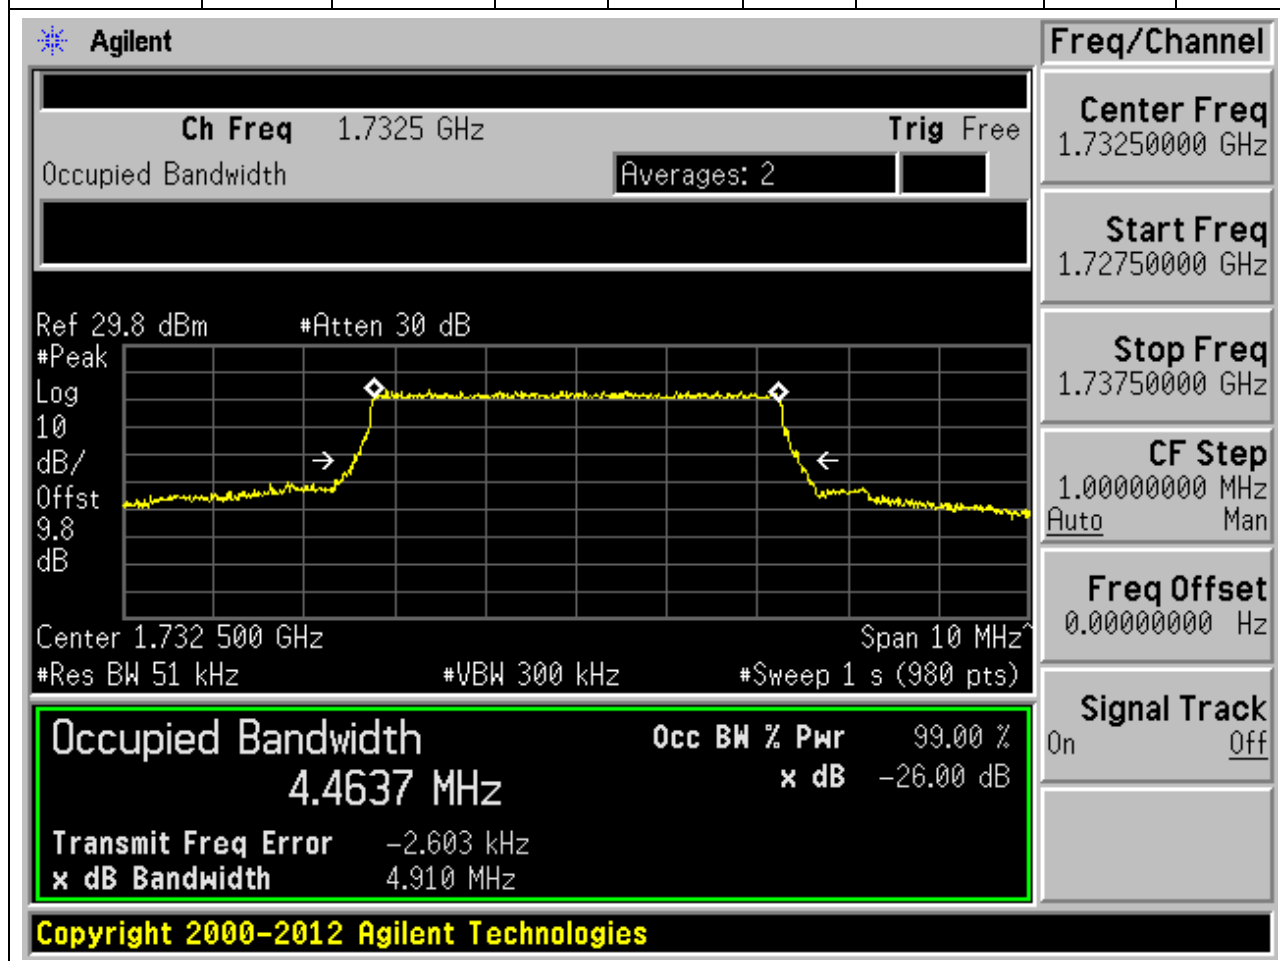 Agilent
Freq/Channel
Ch Freq 1.7325 GHz Trig Free
Occupied Bandwidth Averages: 2
Center Freq
1.73250000 GHz
Start Freq
1.72750000 GHz
Stop Freq
1.73750000 GHz
CF Step
1.00000000 MHz
Auto Man
Freq Offset
0.00000000 Hz
Signal Track
On Off
Ref 29.8 dBm #Atten 30 dB
#Peak
Log
10
dB/
Offst
9.8
dB
Center 1.732 500 GHz Span 10 MHz^
#Res BW 51 kHz #VBW 300 kHz #Sweep 1 s (980 pts)
Occupied Bandwidth Occ BW % Pwr 99.00 %
4.4637 MHz x dB -26.00 dB
Transmit Freq Error -2.603 kHz
x dB Bandwidth 4.910 MHz
Copyright 2000-2012 Agilent Technologies